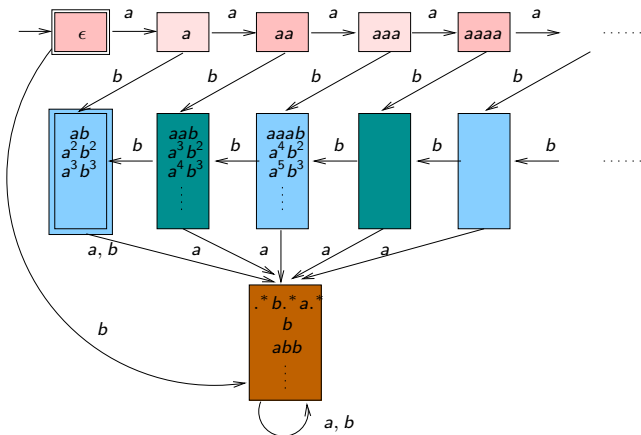 a a a a a
ϵ a aa aaa aaaa ······
b b b b b
ab aab aaab
a²b² a³b² a⁴b²
a³b³ a⁴b³ a⁵b³
b b b b b ······
⋮ ⋮
a, b a a a a
.* b.* a.*
b
abb
⋮
b
a, b